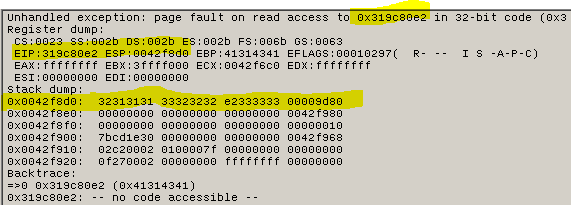 Unhandled exception: page fault on read access to 0x319c80e2 in 32-bit code (0x3
Register dump:
CS:0023 SS:002b DS:002b ES:002b FS:006b GS:0063
EIP:319c80e2 ESP:0042f8d0 EBP:41314341 EFLAGS:00010297( R- -- I S -A-P-C)
EAX:ffffffff EBX:3ffff000 ECX:0042f6c0 EDX:ffffffff
ESI:00000000 EDI:00000000
Stack dump:
0x0042f8d0: 32313131 33323232 e2333333 00009d80
0x0042f8e0: 00000000 00000000 00000000 0042f980
0x0042f8f0: 00000000 00000000 00000000 00000010
0x0042f900: 7bcd1e30 00000000 00000000 0042f968
0x0042f910: 02c20002 0100007f 00000000 00000000
0x0042f920: 0f270002 00000000 ffffffff 00000000
Backtrace:
=>0 0x319c80e2 (0x41314341)
0x319c80e2: -- no code accessible --